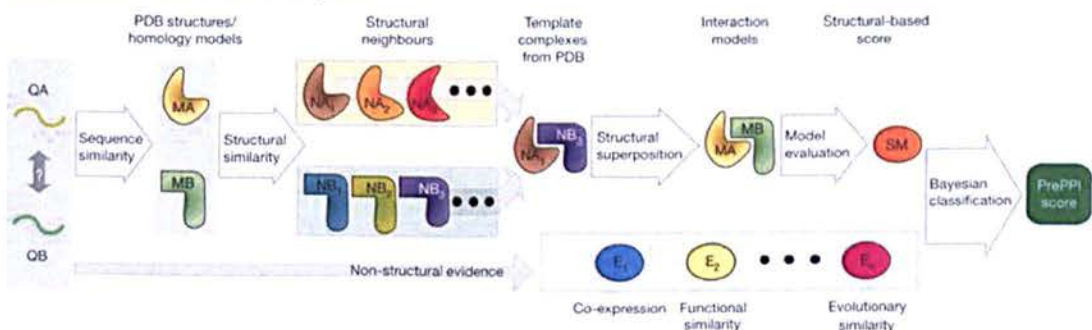 PDB structures/
homology models
Structural
neighbours
Template
complexes
from PDB
Interaction
models
Structural-based
score
QA
?
QB
Sequence
similarity
MA
MB
Structural
similarity
NA₁
NA₂
NA₃
NB₁
NB₂
NB₃
NA₁
NB₃
Structural
superposition
MA
MB
Model
evaluation
SM
Bayesian
classification
PrePPI
score
Non-structural evidence
E₁
E₂
Eₙ
Co-expression
Functional
similarity
Evolutionary
similarity